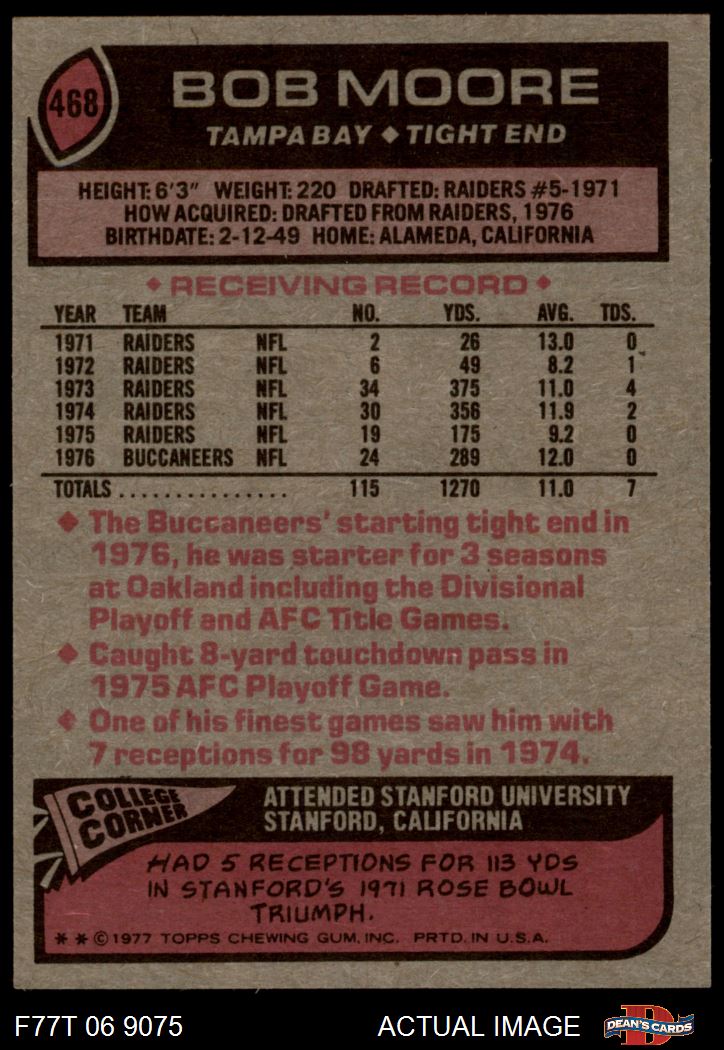 468
BOB MOORE
TAMPA BAY ◆ TIGHT END
HEIGHT: 6'3" WEIGHT: 220 DRAFTED: RAIDERS #5-1971
HOW ACQUIRED: DRAFTED FROM RAIDERS, 1976
BIRTHDATE: 2-12-49 HOME: ALAMEDA, CALIFORNIA
◆ RECEIVING RECORD ◆
YEAR TEAM NO. YDS. AVG. TDS.
1971 RAIDERS NFL 2 26 13.0 0
1972 RAIDERS NFL 6 49 8.2 1
1973 RAIDERS NFL 34 375 11.0 4
1974 RAIDERS NFL 30 356 11.9 2
1975 RAIDERS NFL 19 175 9.2 0
1976 BUCCANEERS NFL 24 289 12.0 0
TOTALS ............... 115 1270 11.0 7
◆ The Buccaneers' starting tight end in
1976, he was starter for 3 seasons
at Oakland including the Divisional
Playoff and AFC Title Games.
◆ Caught 8-yard touchdown pass in
1975 AFC Playoff Game.
◆ One of his finest games saw him with
7 receptions for 98 yards in 1974.
COLLEGE
CORNER
ATTENDED STANFORD UNIVERSITY
STANFORD, CALIFORNIA
HAD 5 RECEPTIONS FOR 113 YDS
IN STANFORD'S 1971 ROSE BOWL
TRIUMPH.
* * © 1977 TOPPS CHEWING GUM, INC. PRTD. IN U.S.A.
F77T 06 9075 ACTUAL IMAGE
D
DEAN'S CARDS